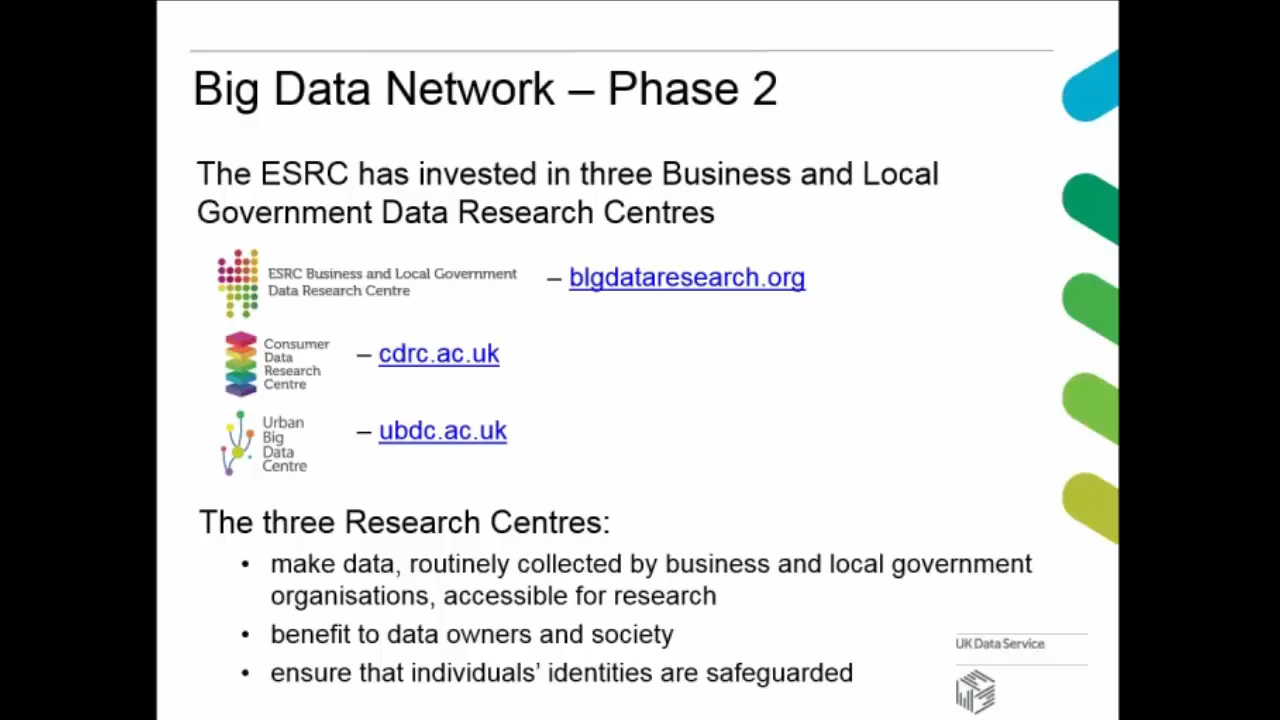 Big Data Network – Phase 2
The ESRC has invested in three Business and Local
Government Data Research Centres
ESRC Business and Local Government
Data Research Centre
– blgdataresearch.org
Consumer
Data
Research
Centre
– cdrc.ac.uk
Urban
Big
Data
Centre
– ubdc.ac.uk
The three Research Centres:
• make data, routinely collected by business and local government
organisations, accessible for research
• benefit to data owners and society
• ensure that individuals’ identities are safeguarded
UK Data Service